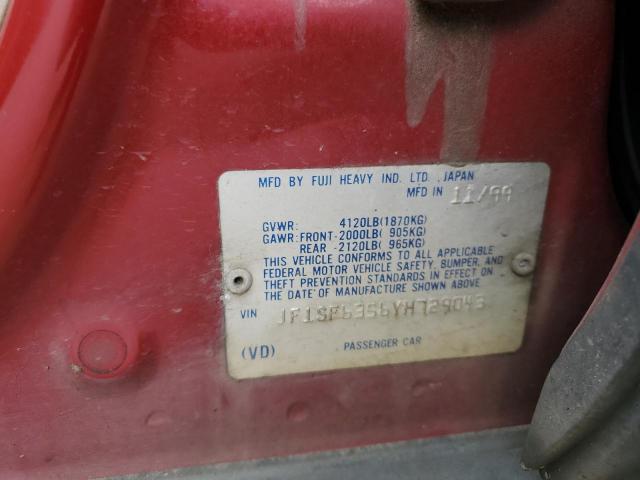 MFD BY FUJI HEAVY IND. LTD., JAPAN
MFD IN 11/99
GVWR: 4120LB(1870KG)
GAWR:FRONT-2000LB( 905KG)
REAR -2120LB( 965KG)
THIS VEHICLE CONFORMS TO ALL APPLICABLE
FEDERAL MOTOR VEHICLE SAFETY, BUMPER, AND
THEFT PREVENTION STANDARDS IN EFFECT ON
THE DATE OF MANUFACTURE SHOWN ABOVE
VIN JF1SF63S6YH729043
(VD) PASSENGER CAR